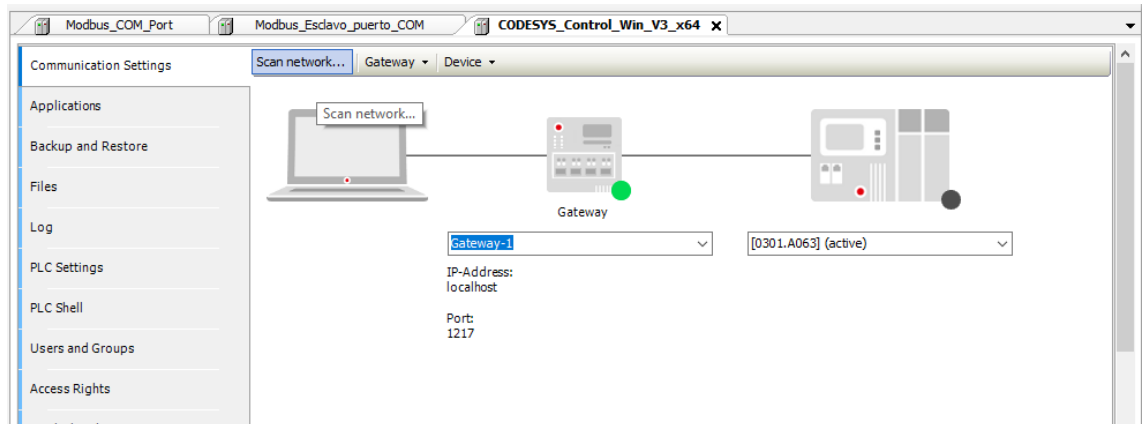 Modbus_COM_Port
Modbus_Esclavo_puerto_COM
CODESYS_Control_Win_V3_x64
Communication Settings
Scan network...
Gateway
Device
Applications
Scan network...
Backup and Restore
Files
Log
PLC Settings
PLC Shell
Users and Groups
Access Rights
Gateway
Gateway-1
[0301.A063] (active)
IP-Address:
localhost
Port:
1217